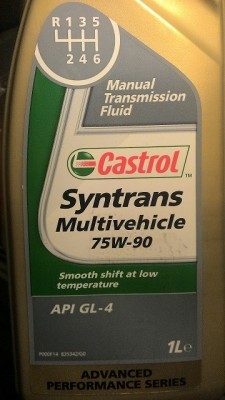 R 1 3 5
2 4 6
Manual
Transmission
Fluid
Castrol
TM
Syntrans
Multivehicle
75W-90
Smooth shift at low
temperature
API GL-4
1L℮
ADVANCED
PERFORMANCE SERIES